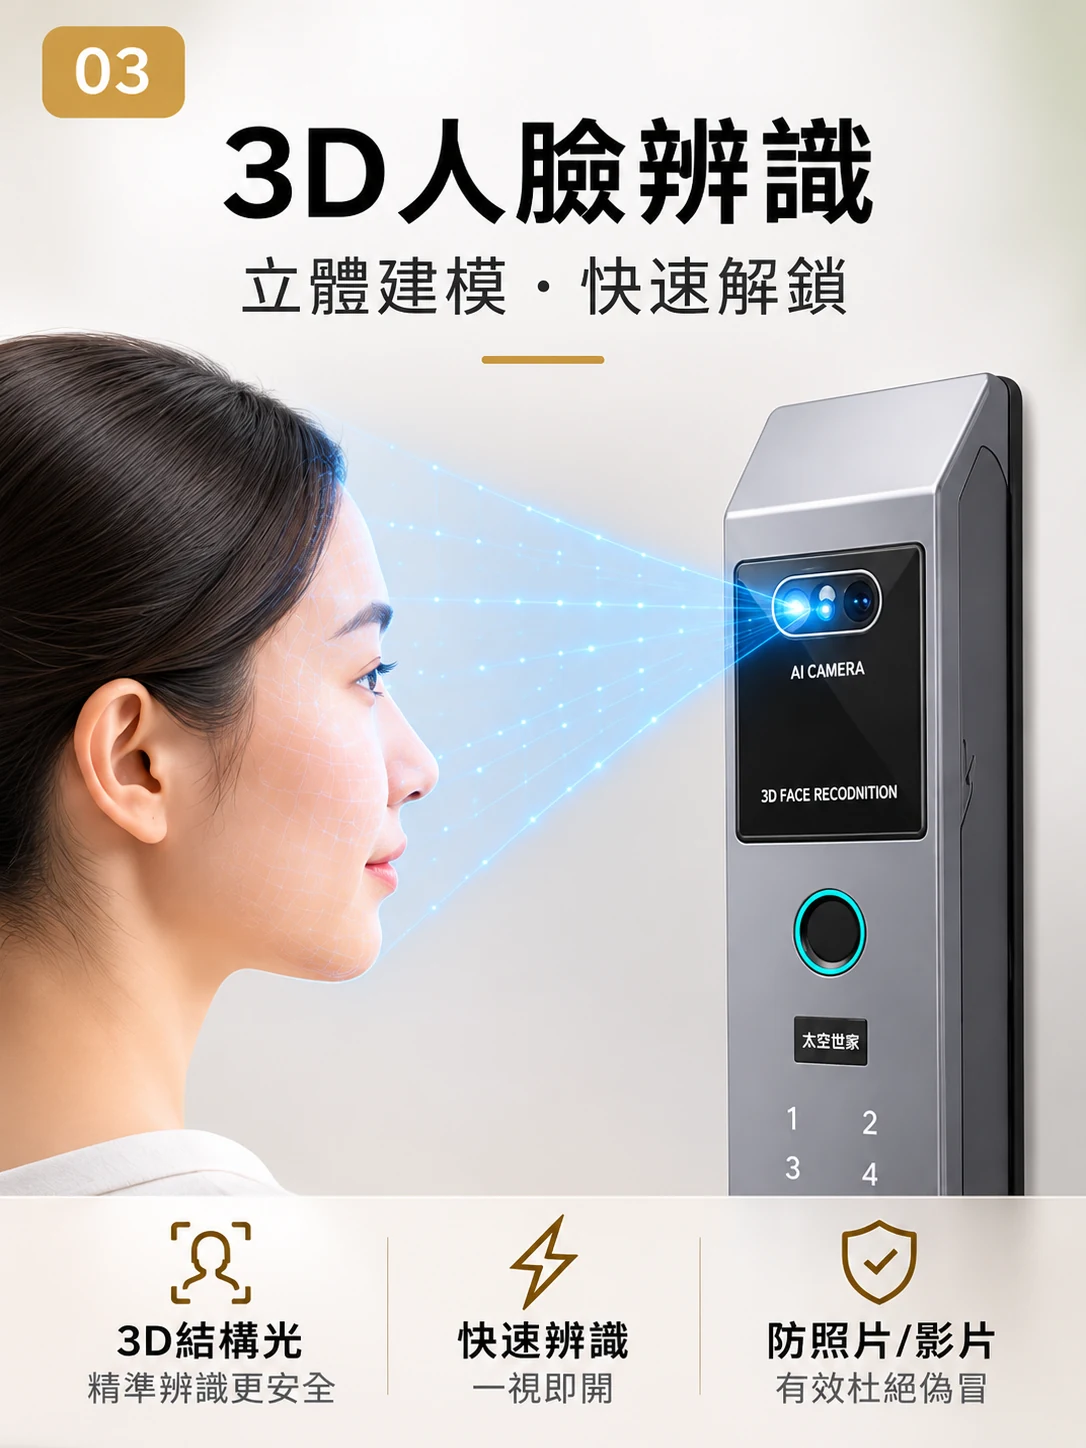 03
3D人臉辨識
立體建模・快速解鎖
AI CAMERA
3D FACE RECODNITION
太空世家
1 2
3 4
3D結構光
精準辨識更安全
快速辨識
一視即開
防照片/影片
有效杜絕偽冒